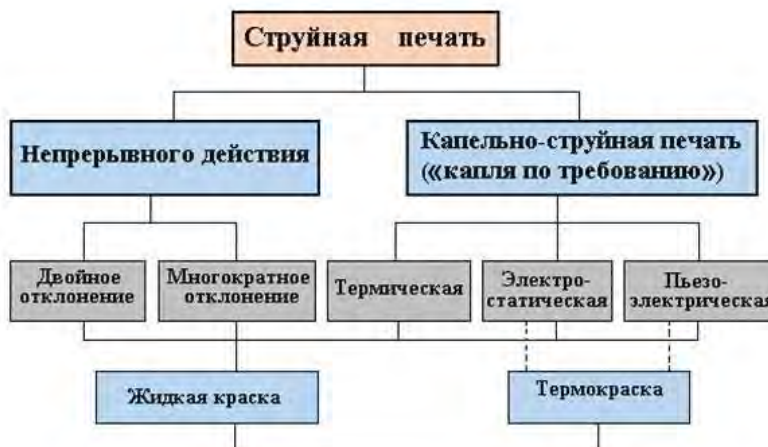 Струйная печать
Непрерывного действия
Капельно-струйная печать
(«капля по требованию»)
Двойное
отклонение
Многократное
отклонение
Термическая
Электро-
статическая
Пьезо-
электрическая
Жидкая краска
Термокраска